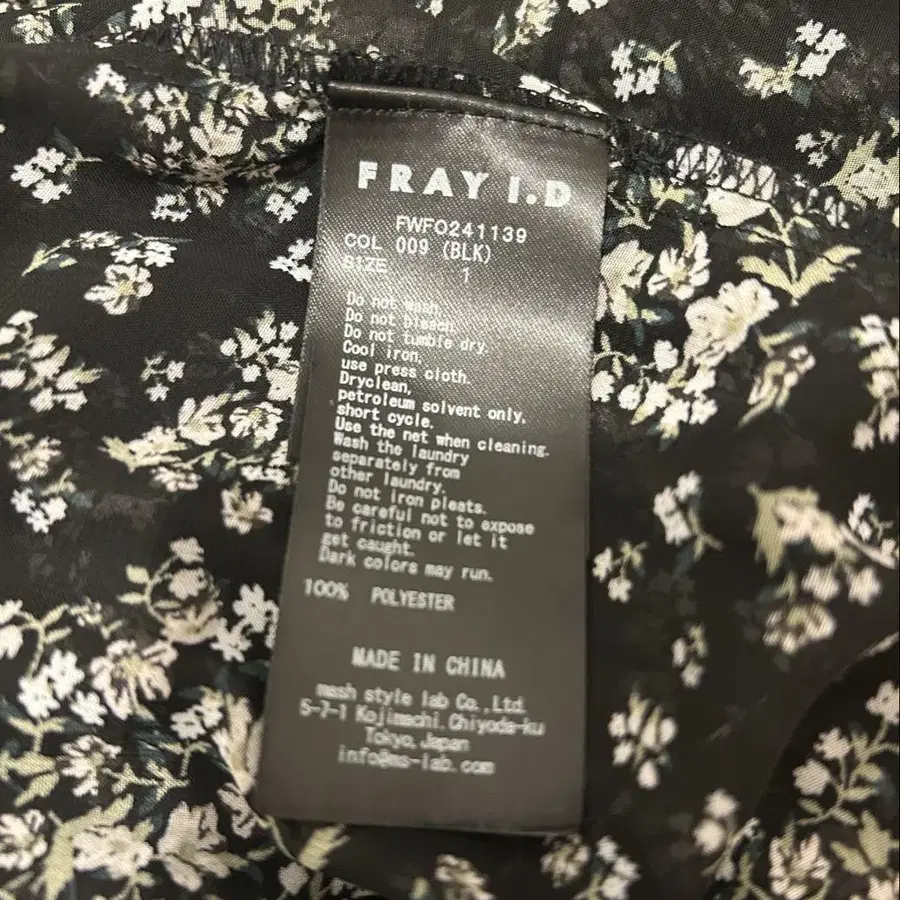 FRAY I.D
FWFO241139
COL 009 (BLK)
SIZE 1
Do not wash.
Do not bleach.
Do not tumble dry.
Cool iron,
use press cloth.
Dryclean,
petroleum solvent only,
short cycle.
Use the net when cleaning.
Wash the laundry
separately from
other laundry.
Do not iron pleats.
Be careful not to expose
to friction or let it
get caught.
Dark colors may run.
100% POLYESTER
MADE IN CHINA
mash style lab Co.,Ltd.
5-7-1 Kojimachi,Chiyoda-ku
Tokyo,Japan
info@ms-lab.com